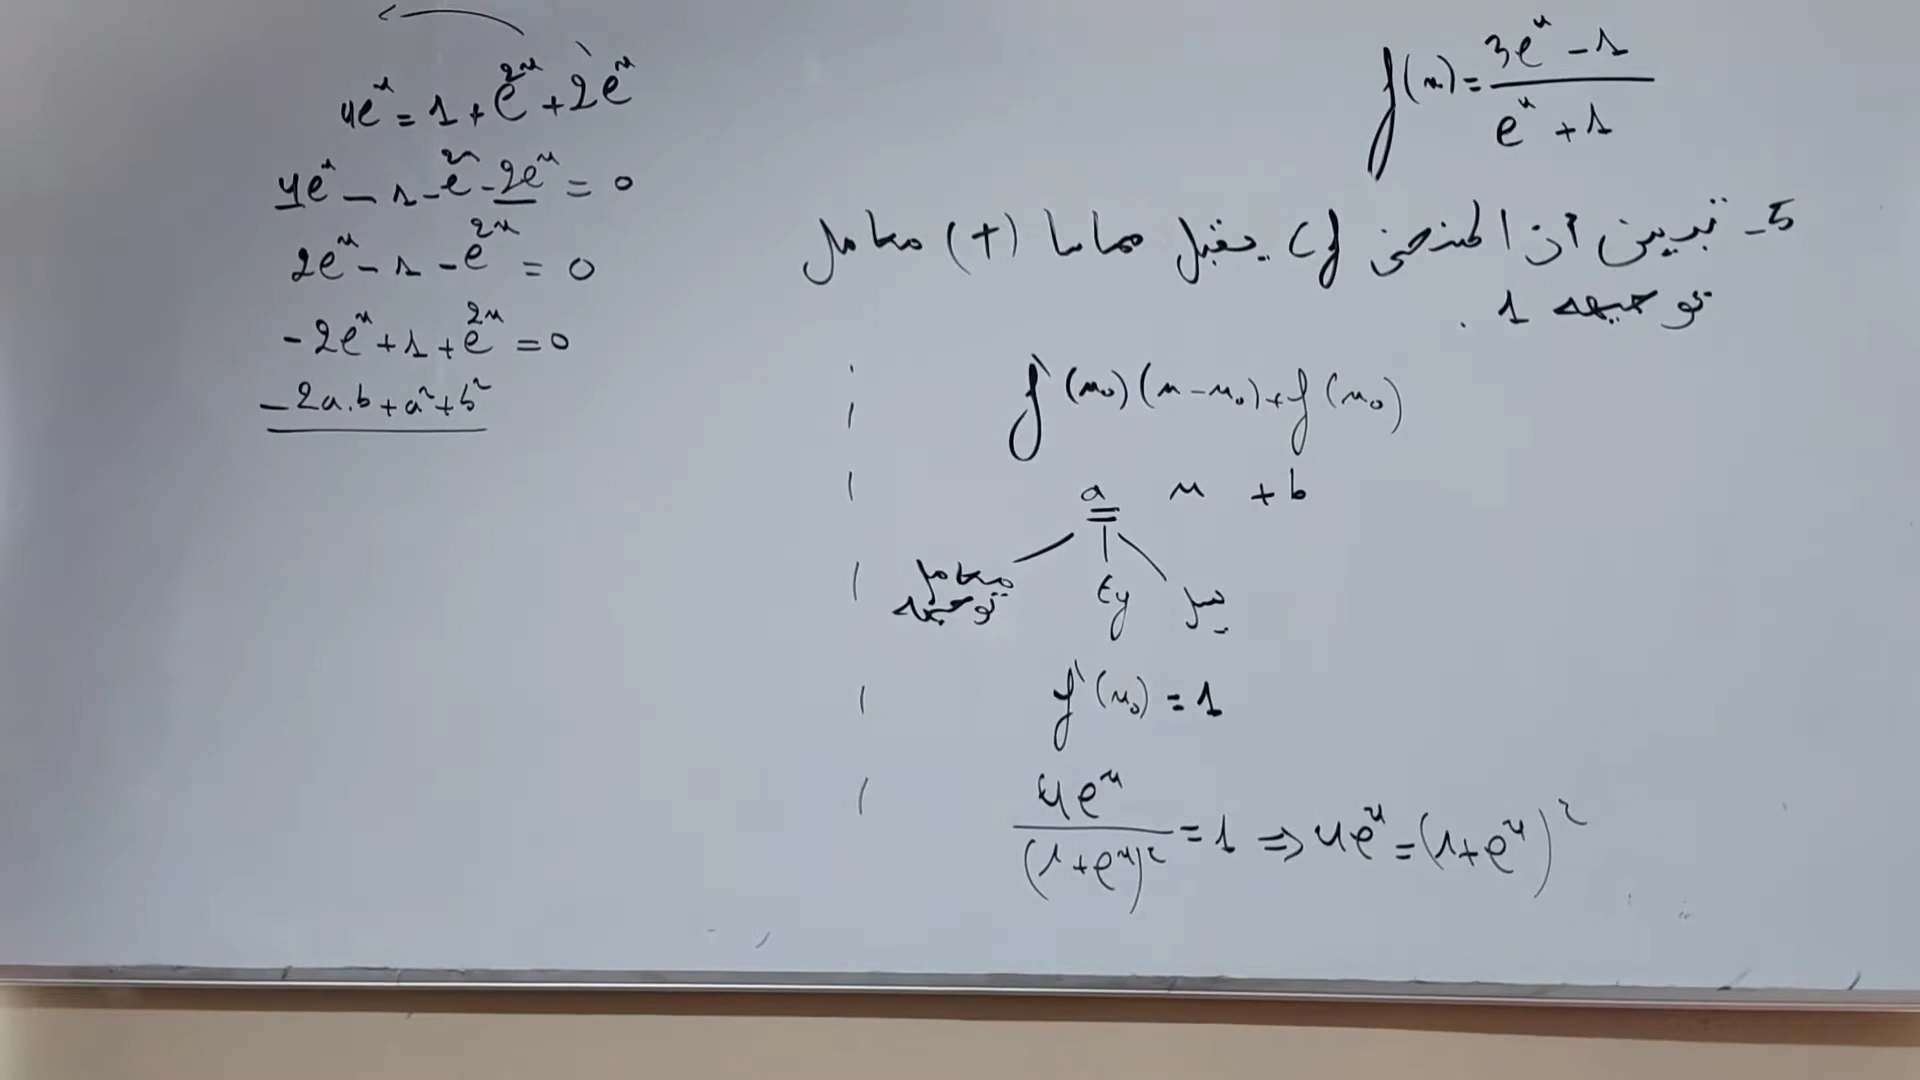 f(x) = (3e^x - 1) / (e^x + 1)
5- تبيين أن المنحنى Cf يقبل مماسا (T) معامل
توجيهه 1 .
f'(x₀)(x - x₀) + f(x₀)
a x + b
معامل توجيهه ميل
f'(x₀) = 1
4e^x / (1+e^x)² = 1 ⇒ 4e^x = (1+e^x)²
4e^x = 1 + e^2x + 2e^x
4e^x - 1 - e^2x - 2e^x = 0
2e^x - 1 - e^2x = 0
-2e^x + 1 + e^2x = 0
-2a.b + a² + b²